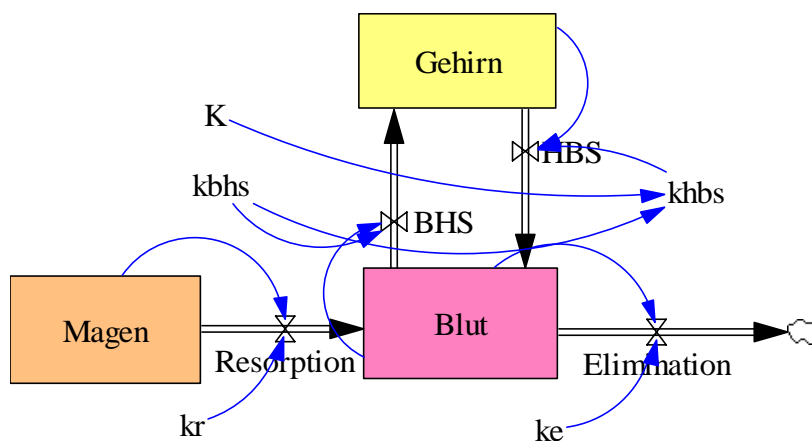 Gehirn
K
HBS
kbhs
khbs
BHS
Magen
Blut
Resorption
Elimination
kr
ke